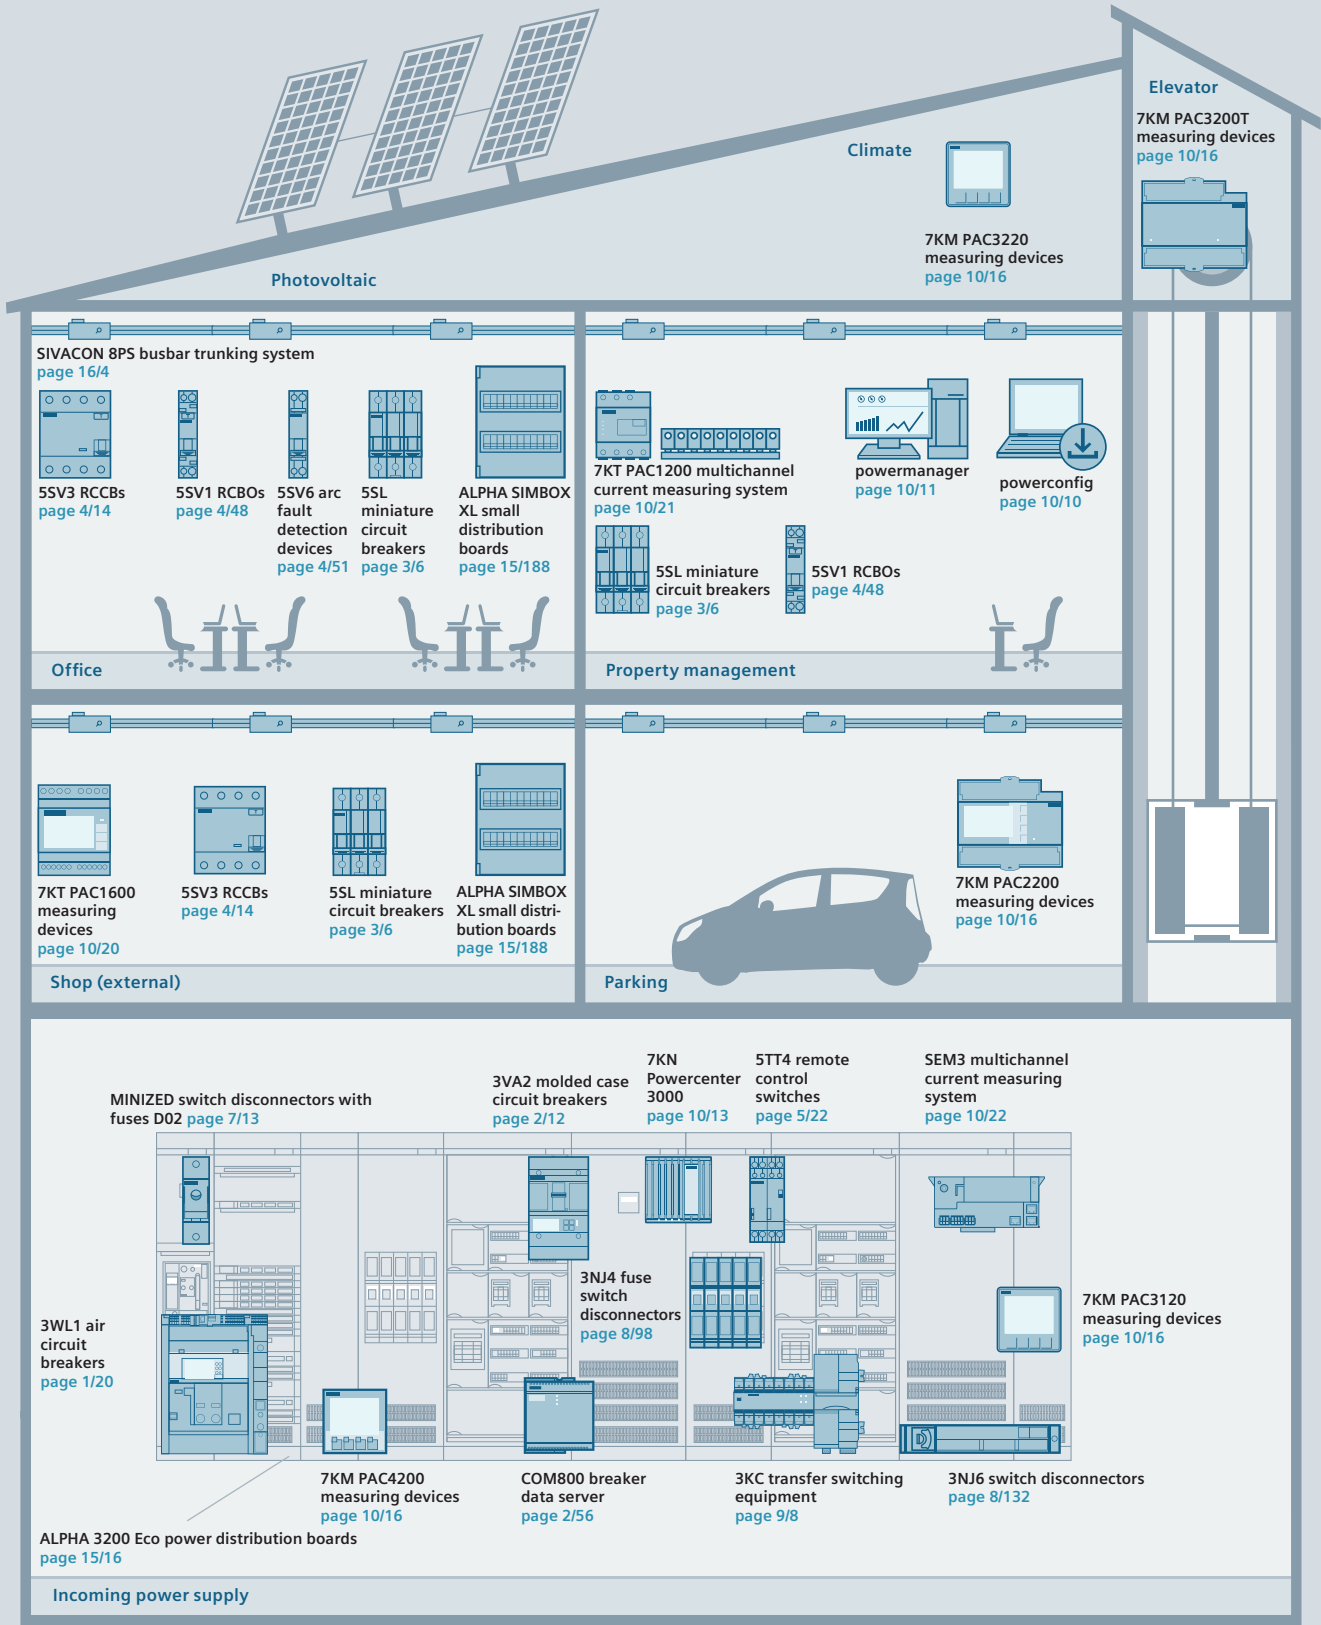 Elevator
7KM PAC3200T
measuring devices
page 10/16
Climate
7KM PAC3220
measuring devices
page 10/16
Photovoltaic
SIVACON 8PS busbar trunking system
page 16/4
5SV3 RCCBs
page 4/14
5SV1 RCBOs
page 4/48
5SV6 arc
fault
detection
devices
page 4/51
5SL
miniature
circuit
breakers
page 3/6
ALPHA SIMBOX
XL small
distribution
boards
page 15/188
Office
7KT PAC1200 multichannel
current measuring system
page 10/21
powermanager
page 10/11
powerconfig
page 10/10
5SL miniature
circuit breakers
page 3/6
5SV1 RCBOs
page 4/48
Property management
7KT PAC1600
measuring
devices
page 10/20
5SV3 RCCBs
page 4/14
5SL miniature
circuit breakers
page 3/6
ALPHA SIMBOX
XL small distri-
bution boards
page 15/188
Shop (external)
7KM PAC2200
measuring devices
page 10/16
Parking
MINIZED switch disconnectors with
fuses D02 page 7/13
3VA2 molded case
circuit breakers
page 2/12
7KN
Powercenter
3000
page 10/13
5TT4 remote
control
switches
page 5/22
SEM3 multichannel
current measuring
system
page 10/22
3NJ4 fuse
switch
disconnectors
page 8/98
3WL1 air
circuit
breakers
page 1/20
7KM PAC3120
measuring devices
page 10/16
7KM PAC4200
measuring devices
page 10/16
COM800 breaker
data server
page 2/56
3KC transfer switching
equipment
page 9/8
3NJ6 switch disconnectors
page 8/132
ALPHA 3200 Eco power distribution boards
page 15/16
Incoming power supply